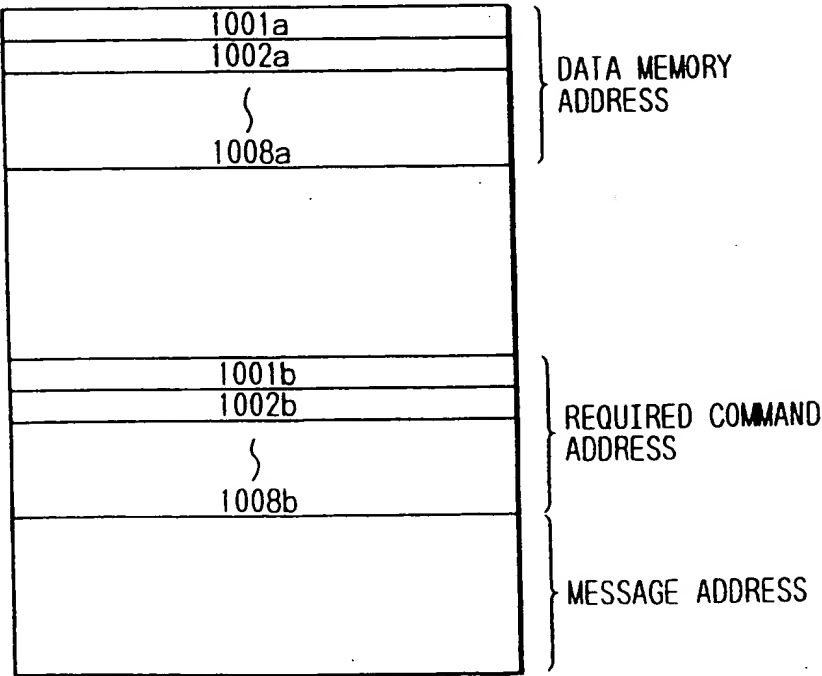 1001a
1002a
1008a
DATA MEMORY
ADDRESS
1001b
1002b
1008b
REQUIRED COMMAND
ADDRESS
MESSAGE ADDRESS